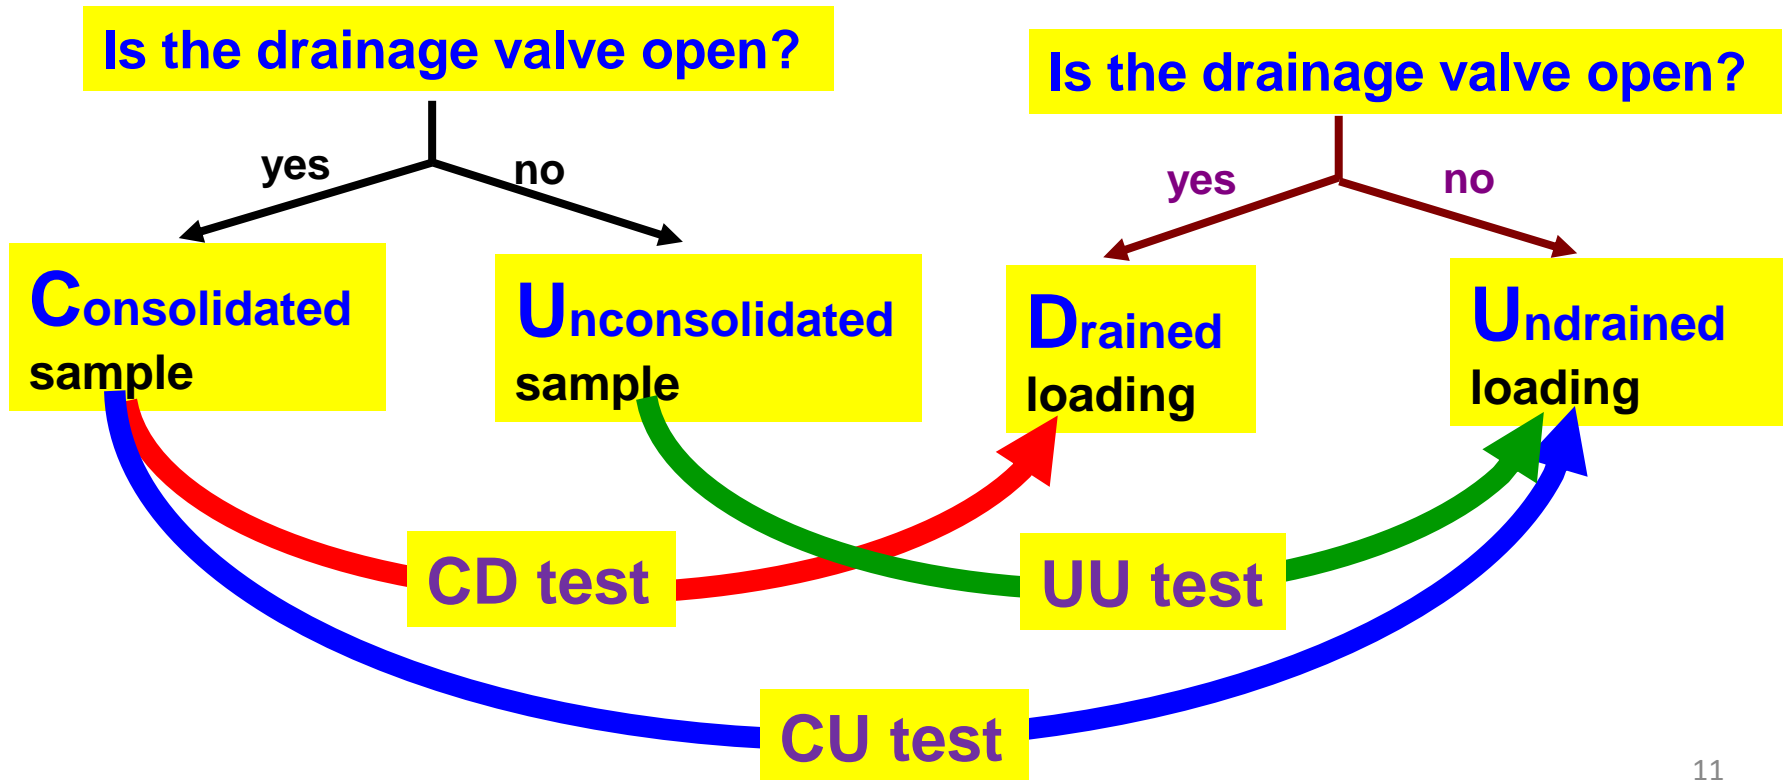 Is the drainage valve open?
yes
no
Consolidated
sample
Unconsolidated
sample
Is the drainage valve open?
yes
no
Drained
loading
Undrained
loading
CD test
UU test
CU test
11